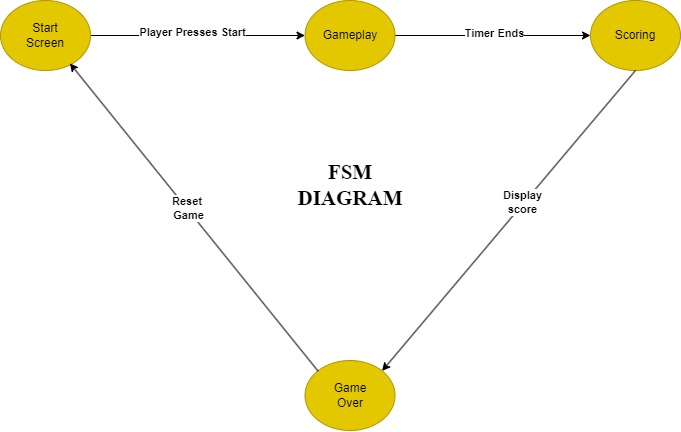 Start
Screen
Player Presses Start
Gameplay
Timer Ends
Scoring
FSM
DIAGRAM
Reset
Game
Display
score
Game
Over